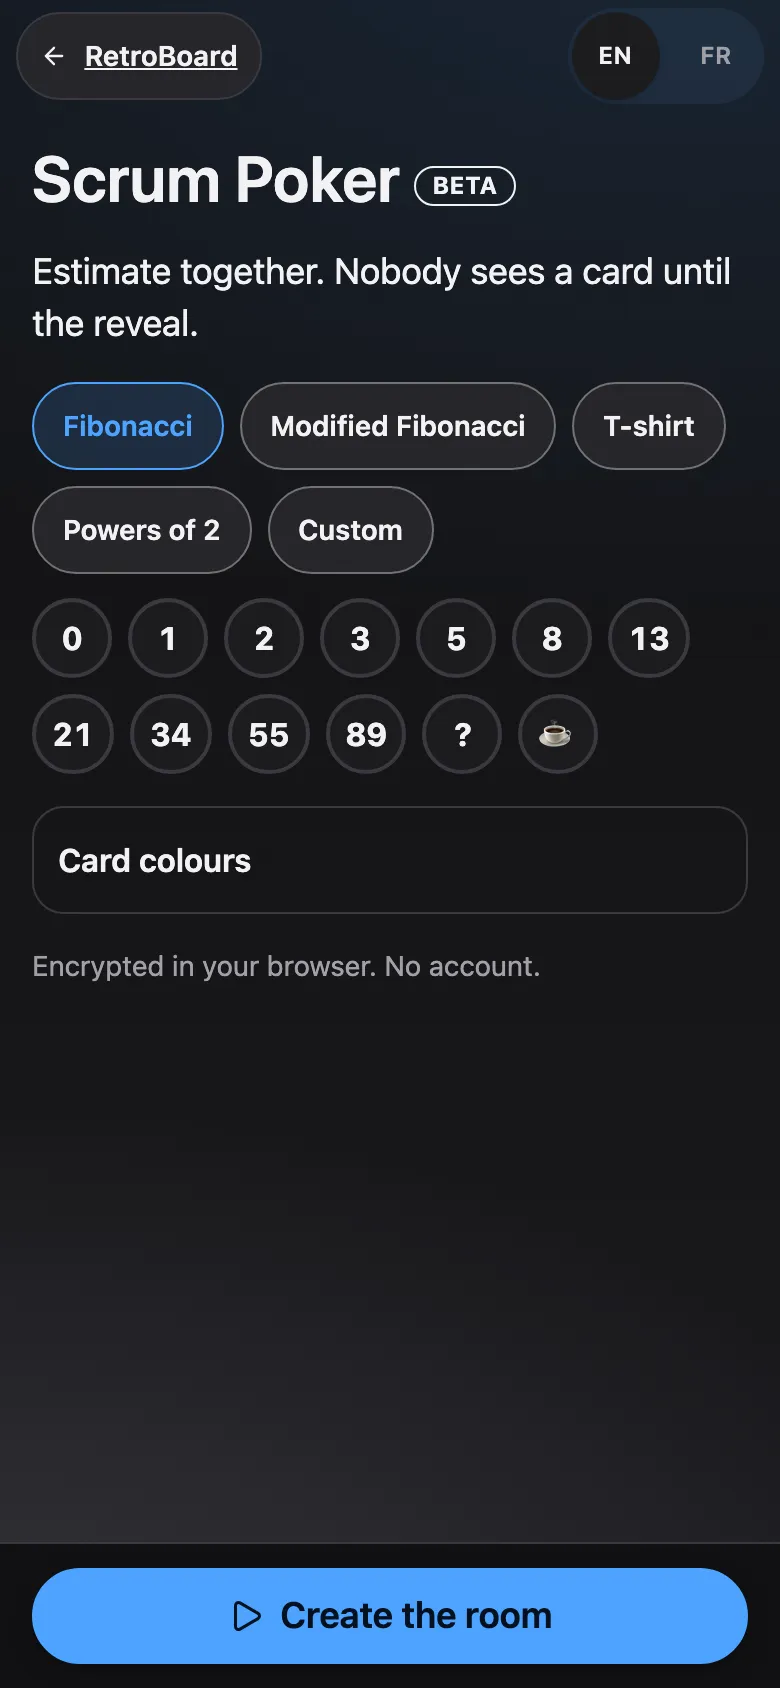 ← RetroBoard
EN FR
Scrum Poker BETA
Estimate together. Nobody sees a card until
the reveal.
Fibonacci Modified Fibonacci T-shirt
Powers of 2 Custom
0 1 2 3 5 8 13
21 34 55 89 ? ☕
Card colours
Encrypted in your browser. No account.
Create the room